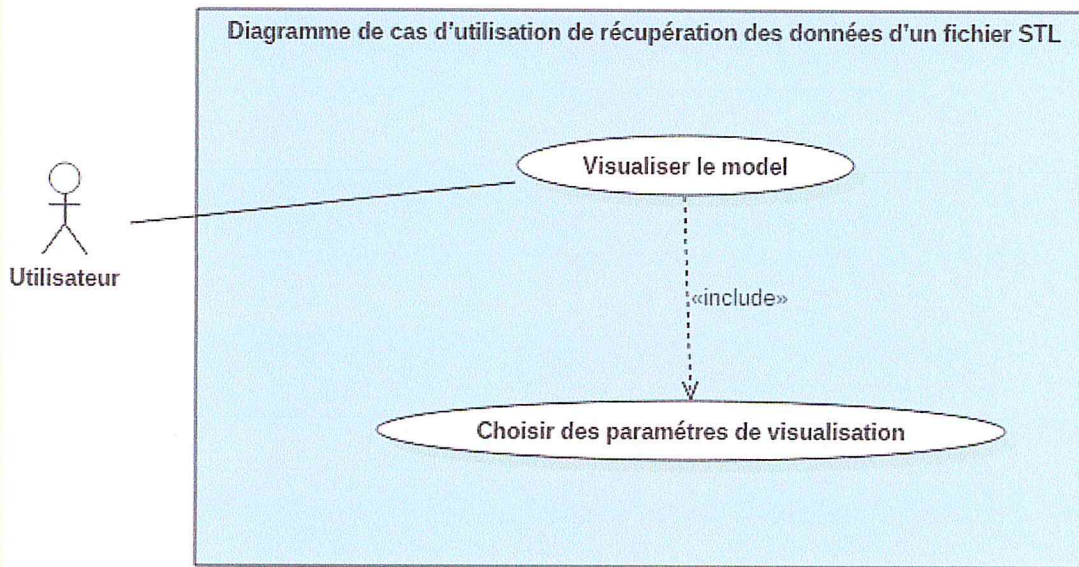 Diagramme de cas d'utilisation de récupération des données d'un fichier STL
Visualiser le model
Utilisateur
«include»
Choisir des paramétres de visualisation